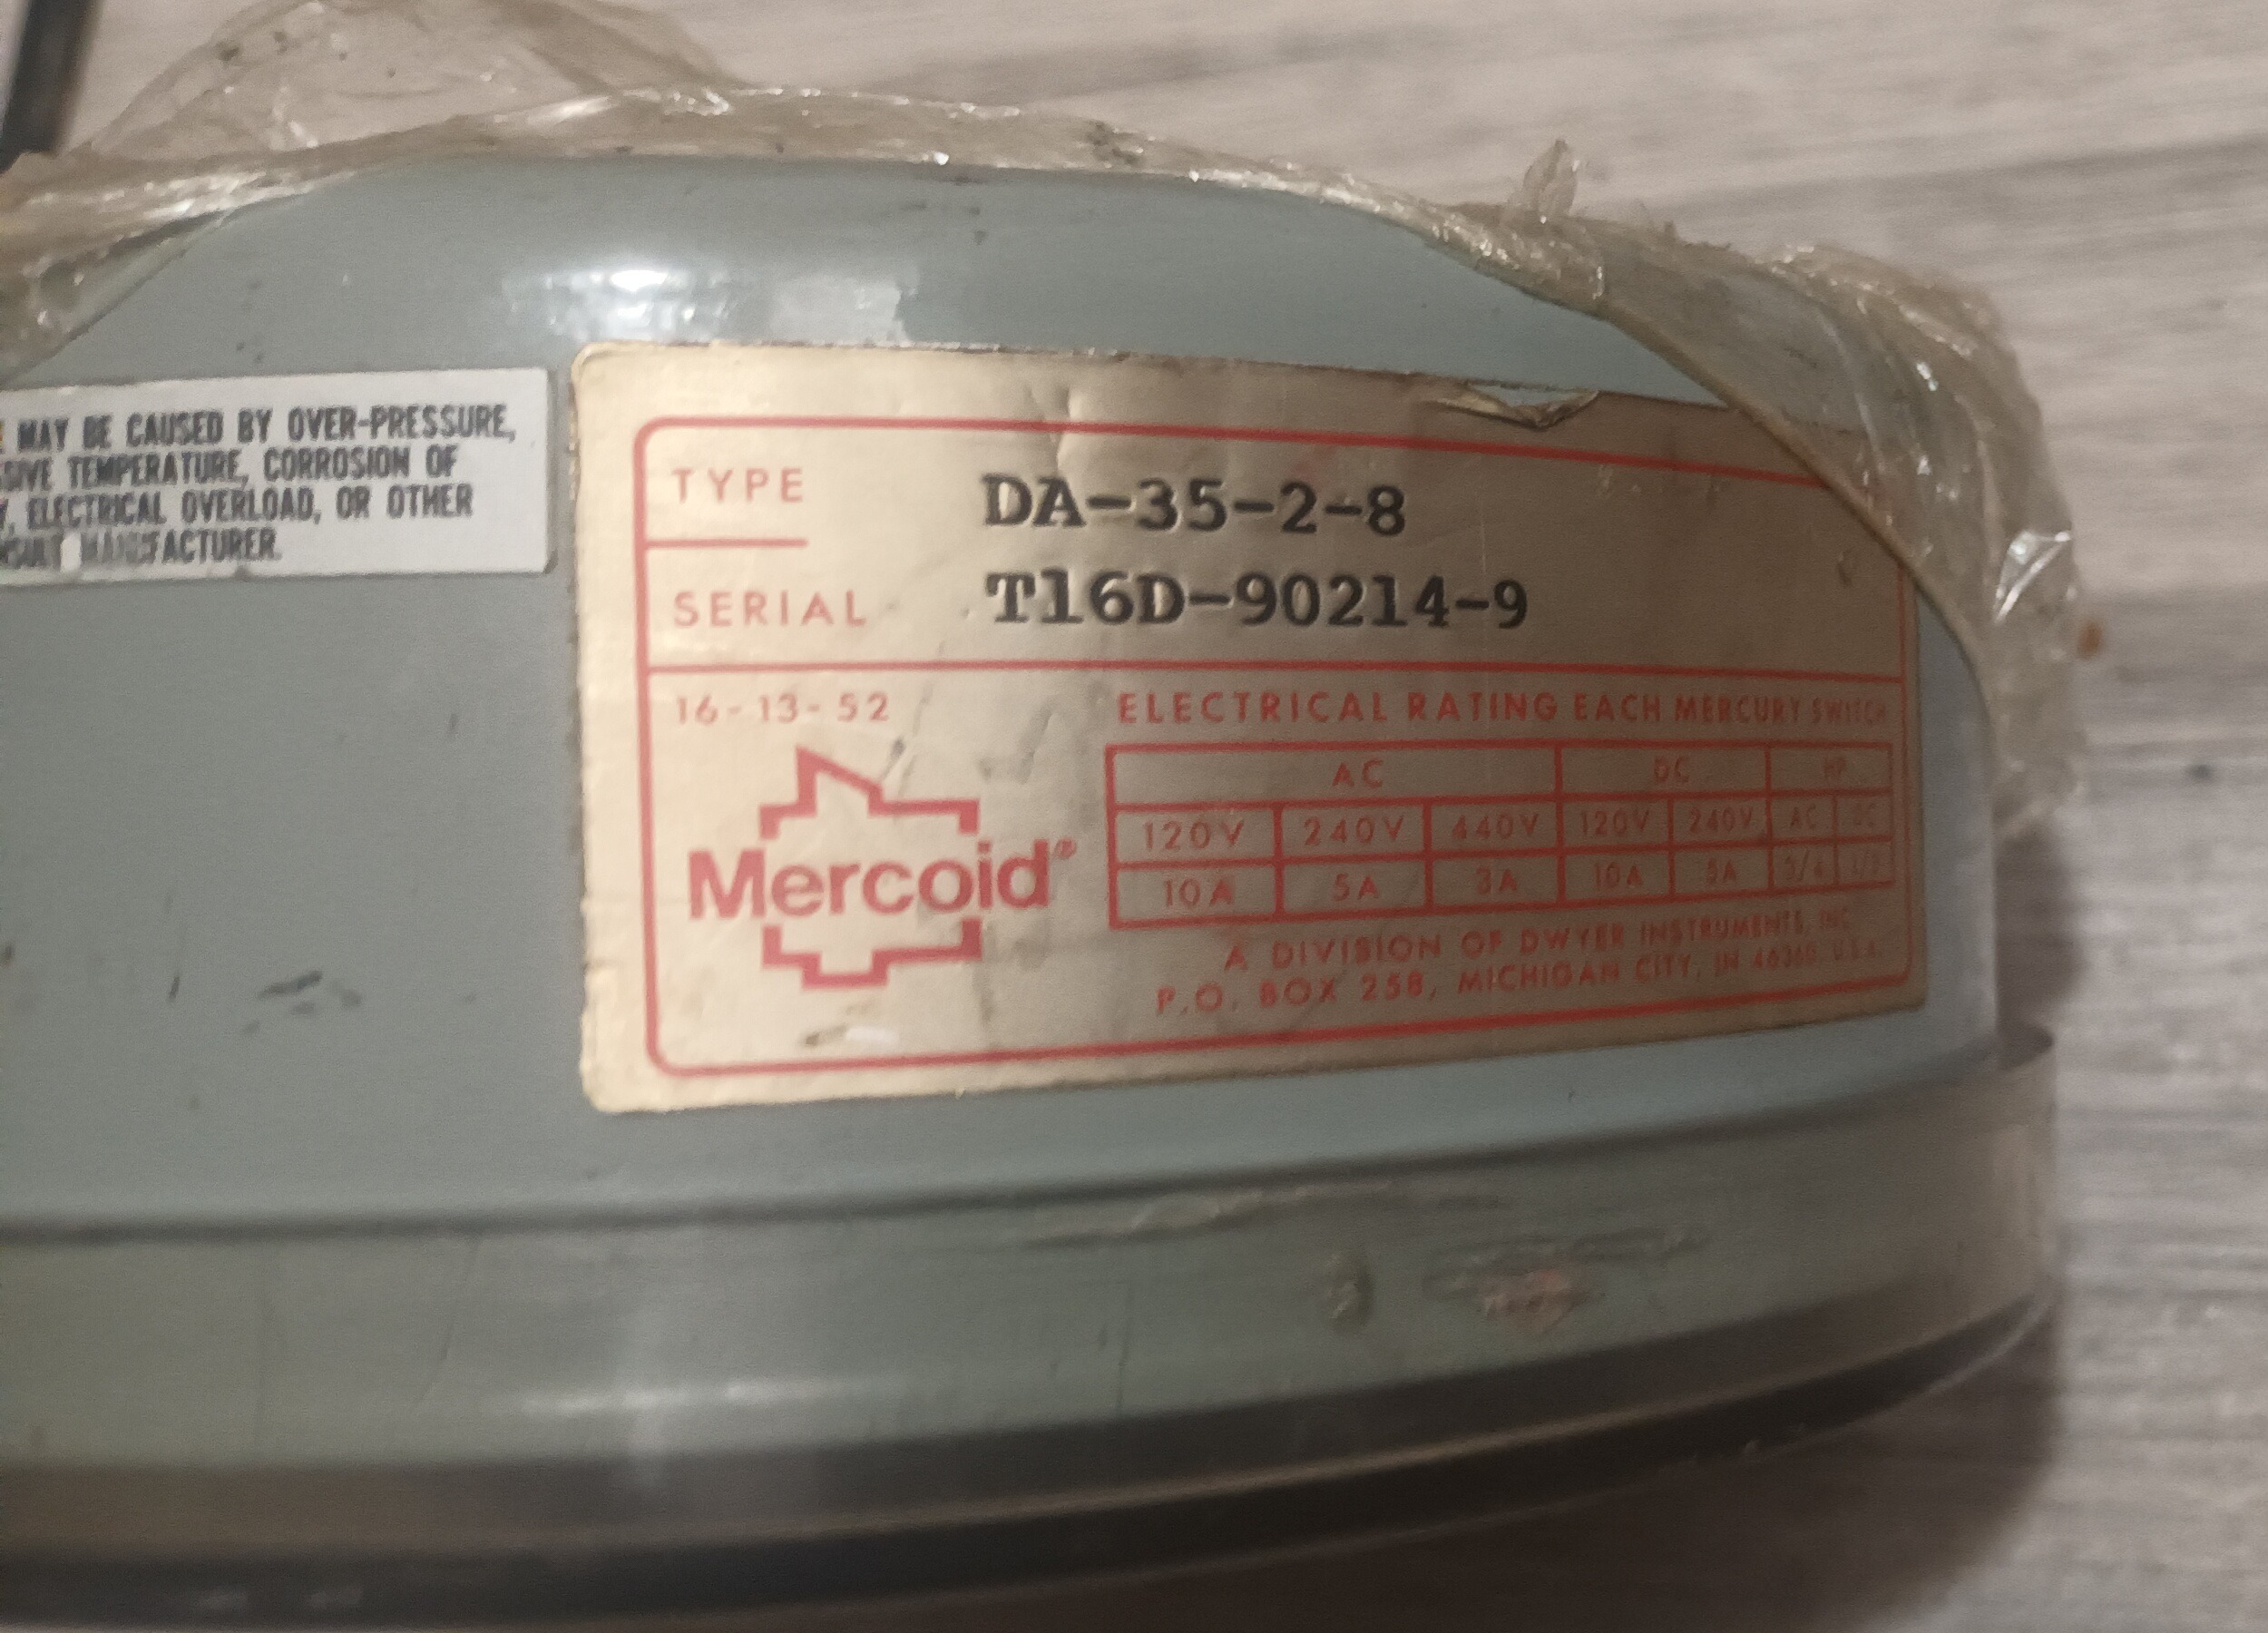 MAY BE CAUSED BY OVER-PRESSURE,
SIVE TEMPERATURE, CORROSION OF
, ELECTRICAL OVERLOAD, OR OTHER
MANUFACTURER.
TYPE DA-35-2-8
SERIAL T16D-90214-9
16-13-52
Mercoid®
ELECTRICAL RATING EACH MERCURY SWITCH
AC DC HP
120V 240V 440V 120V 240V AC DC
10A 5A 3A 10A 5A 3/4
A DIVISION OF DWYER INSTRUMENTS, INC.
P.O. BOX 258, MICHIGAN CITY, IN 46360 U.S.A.